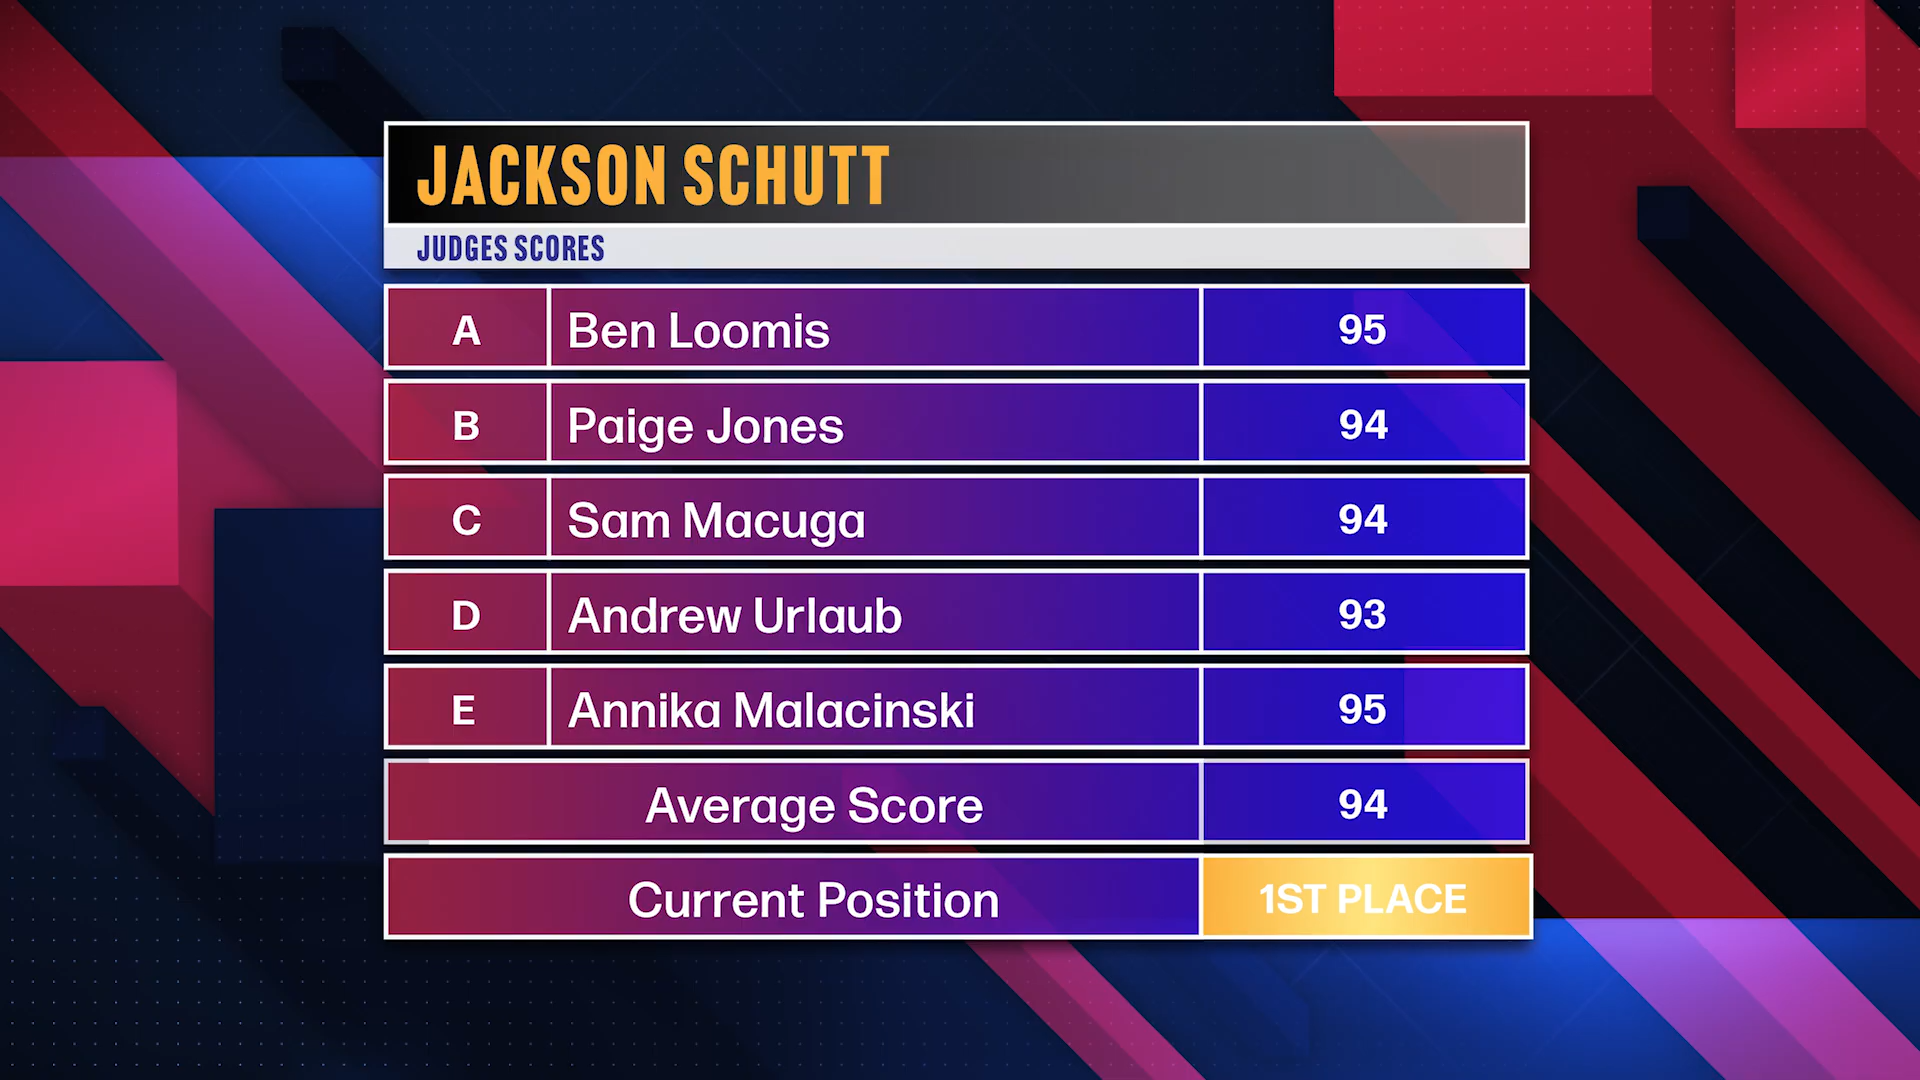 JACKSON SCHUTT
JUDGES SCORES
A Ben Loomis 95
B Paige Jones 94
C Sam Macuga 94
D Andrew Urlaub 93
E Annika Malacinski 95
Average Score 94
Current Position 1ST PLACE